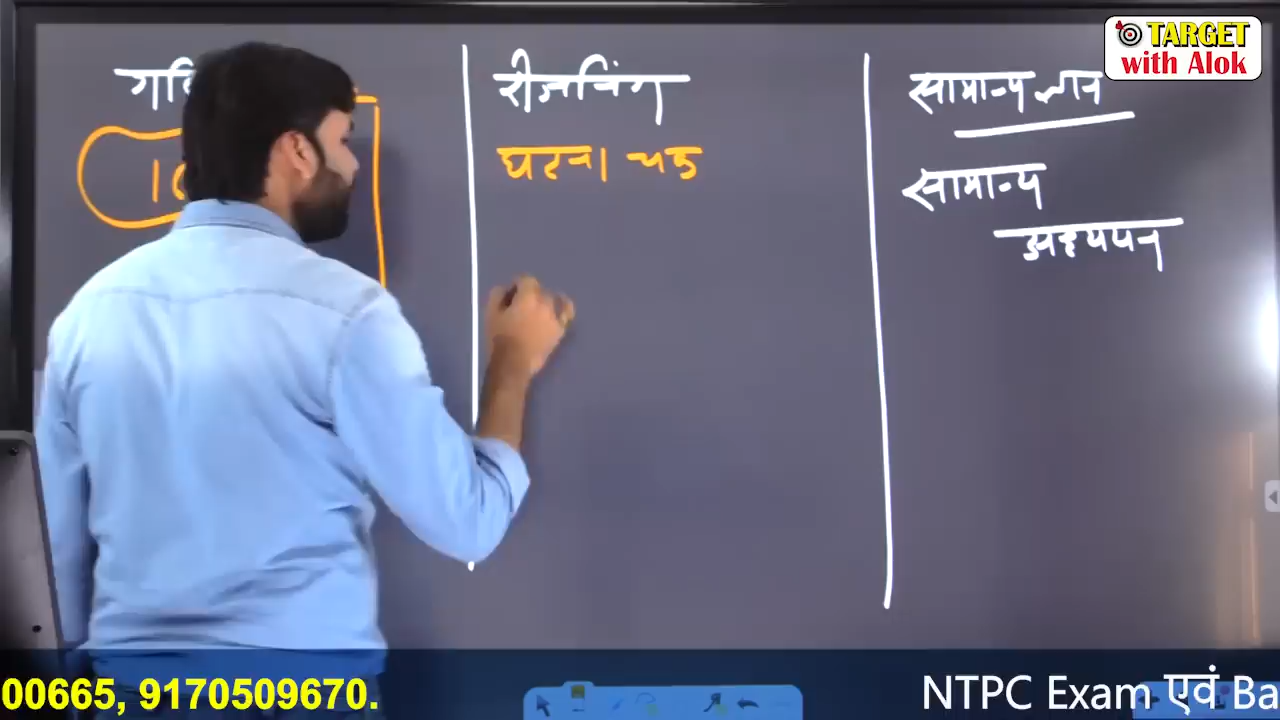 TARGET
with Alok
रीजनिंग
घटना चक्र
सामान्य ज्ञान
सामान्य
अध्ययन
00665, 9170509670.
NTPC Exam एवं Ba